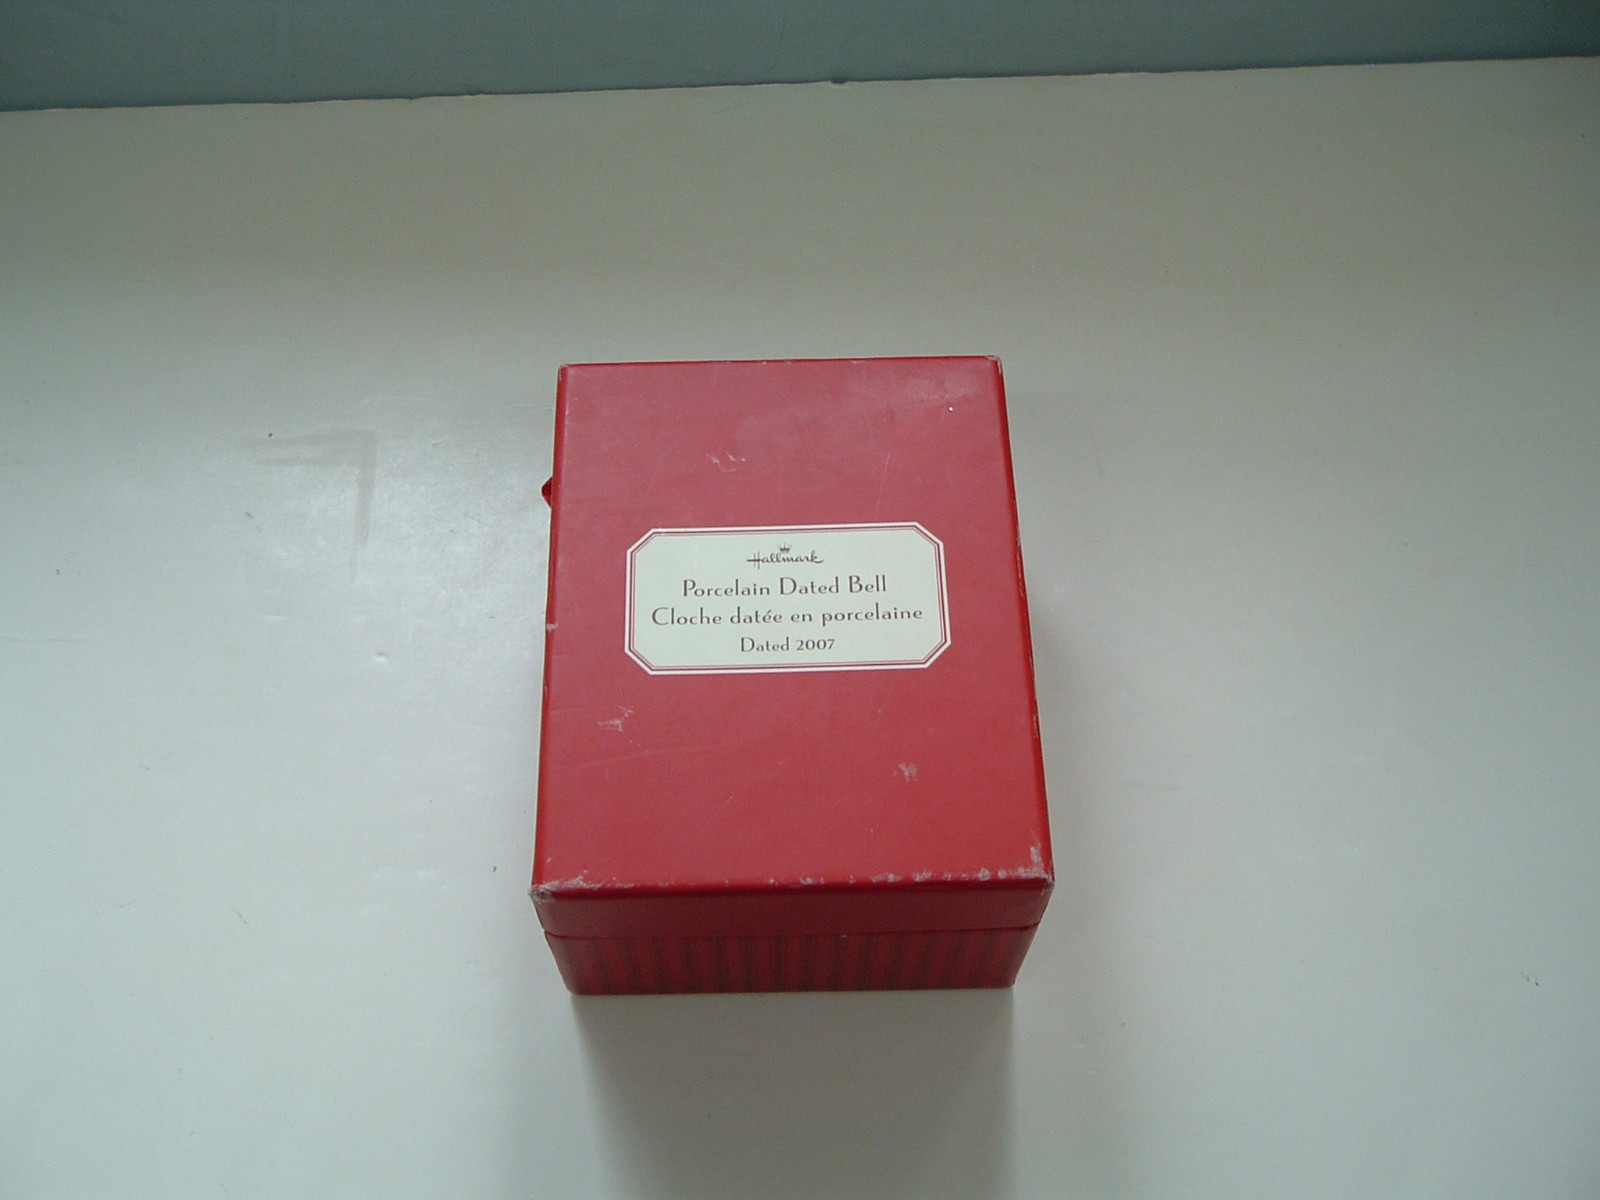 Hallmark
Porcelain Dated Bell
Cloche datée en porcelaine
Dated 2007